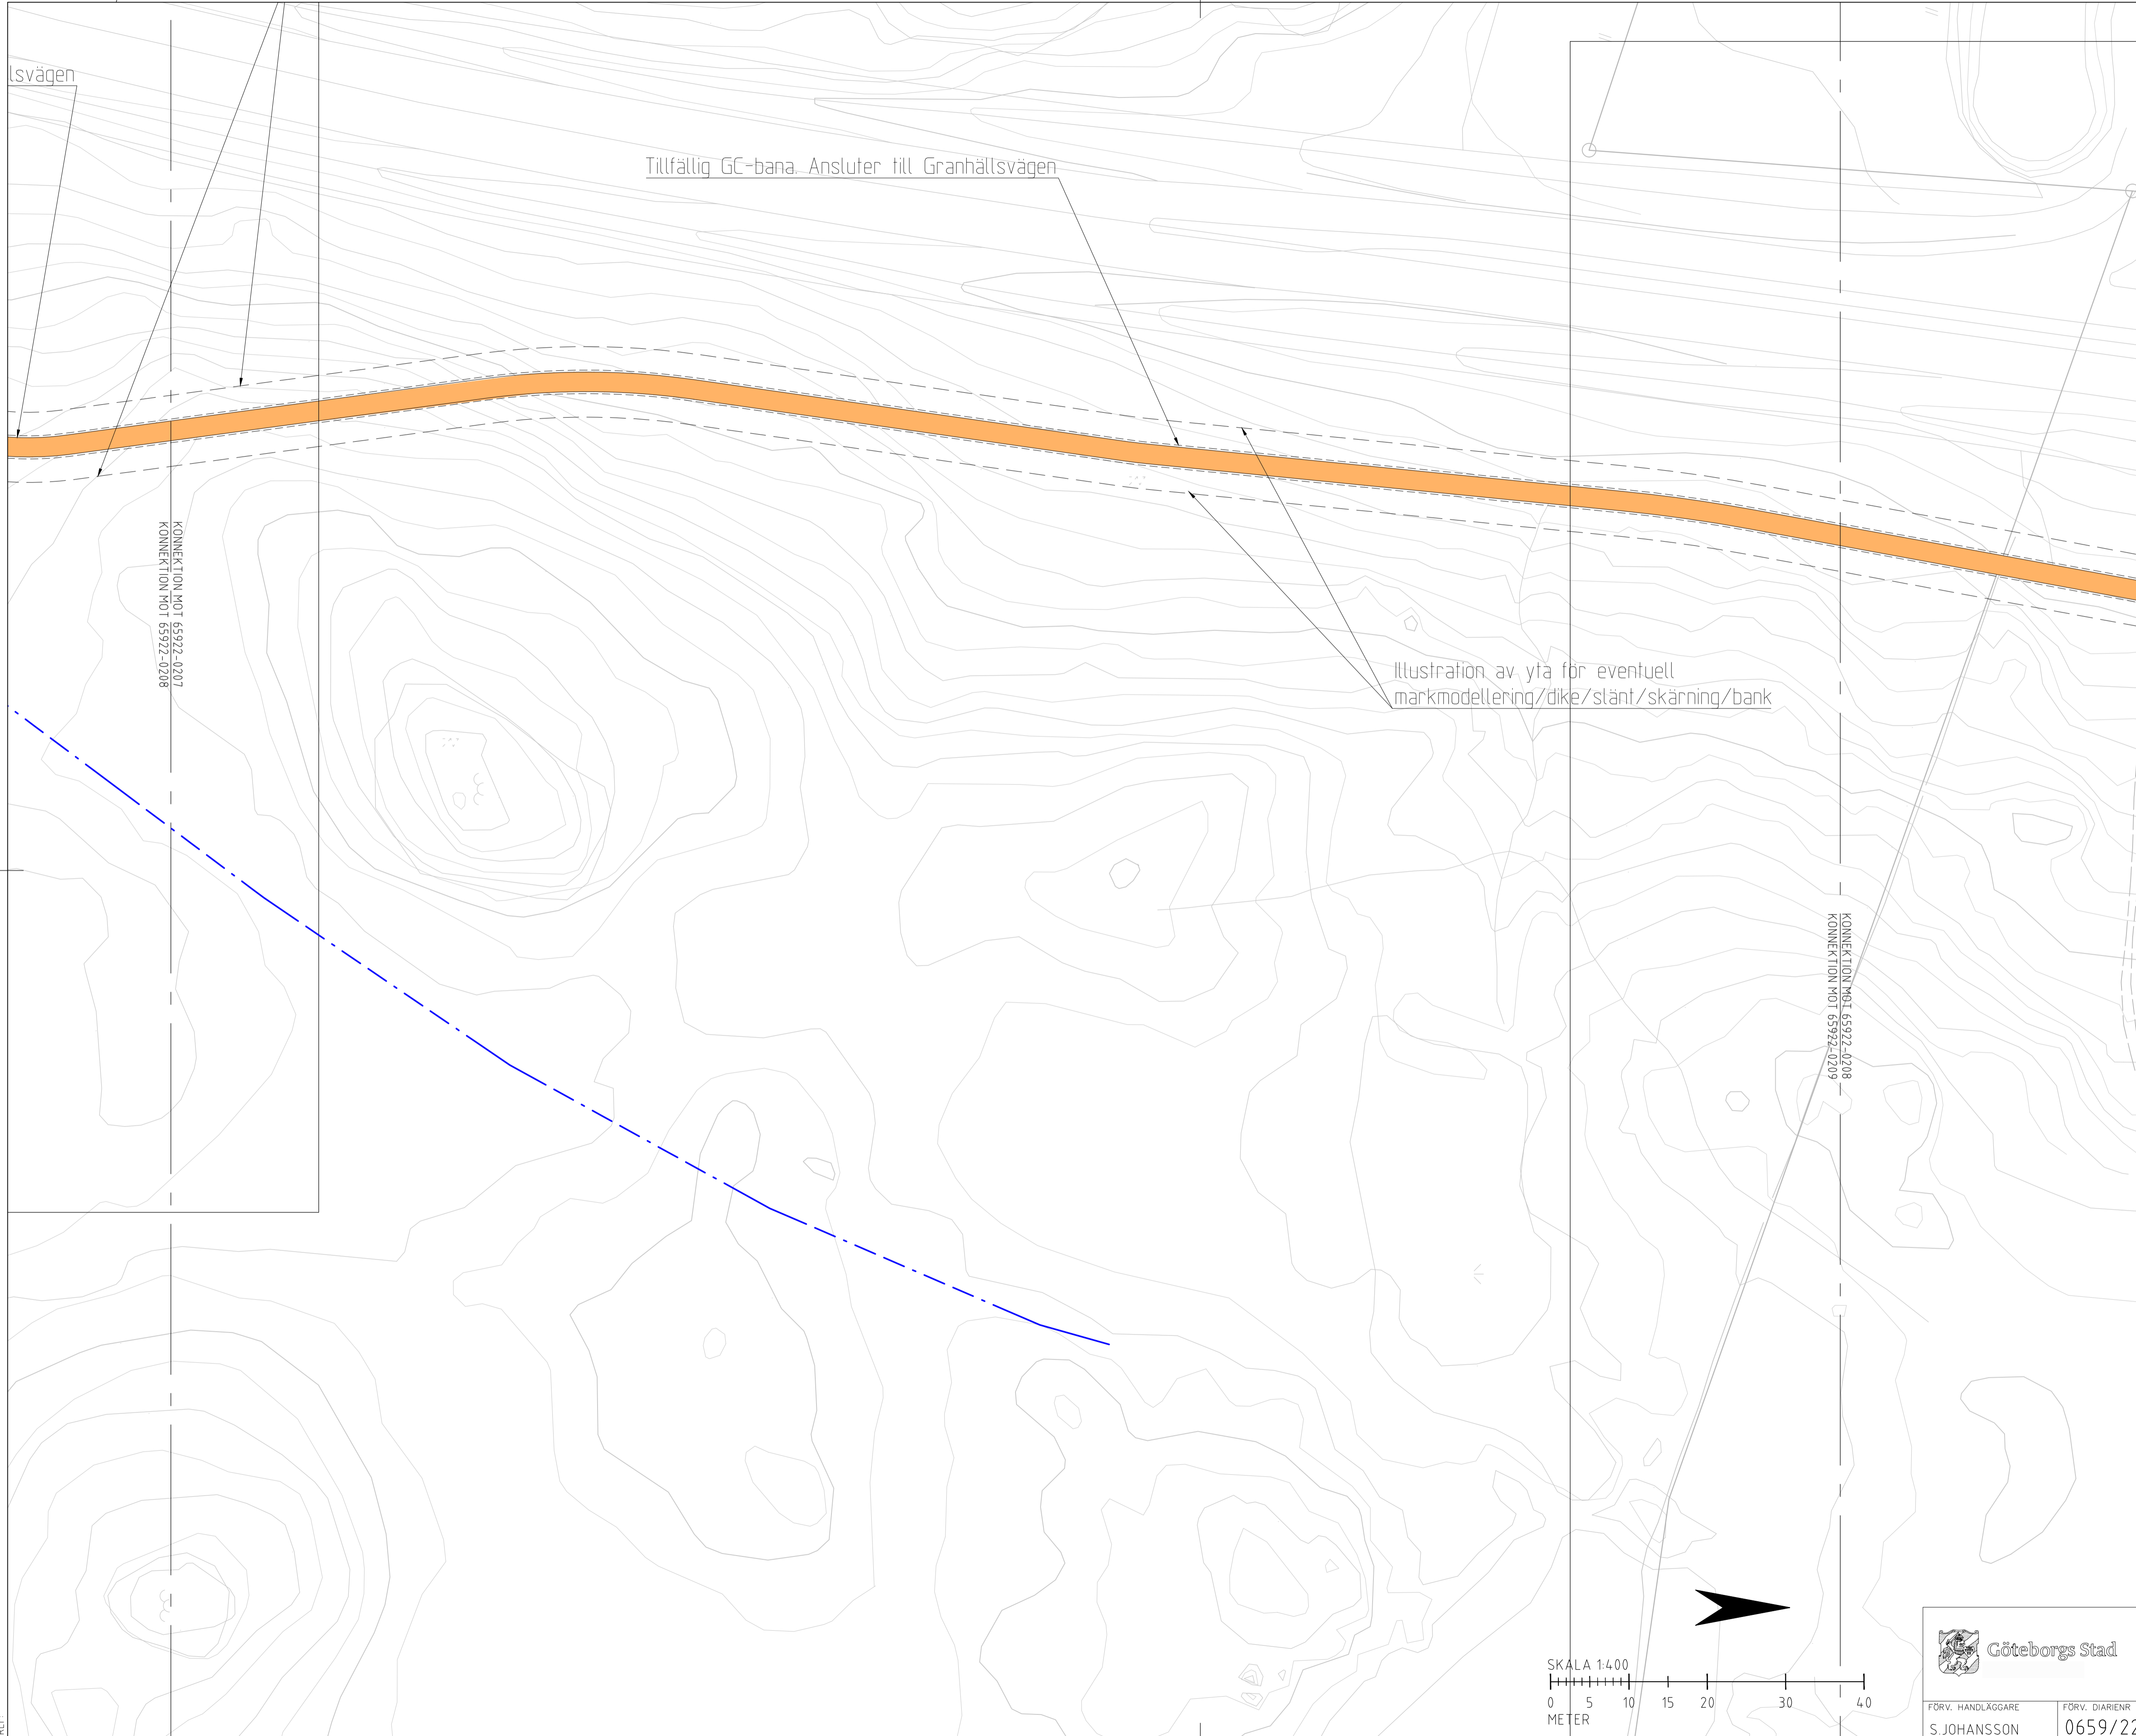 lsvägen
Tillfällig GC-bana. Ansluter till Granhällsvägen
KONNEKTION MOT 65922-0207
KONNEKTION MOT 65922-0208
Illustration av yta för eventuell
markmodellering/dike/slänt/skärning/bank
KONNEKTION MOT 65922-0208
KONNEKTION MOT 65922-0209
SKALA 1:400
0 5 10 15 20 30 40
METER
Göteborgs Stad
FÖRV. HANDLÄGGARE
FÖRV. DIARIENR
S.JOHANSSON
0659/22